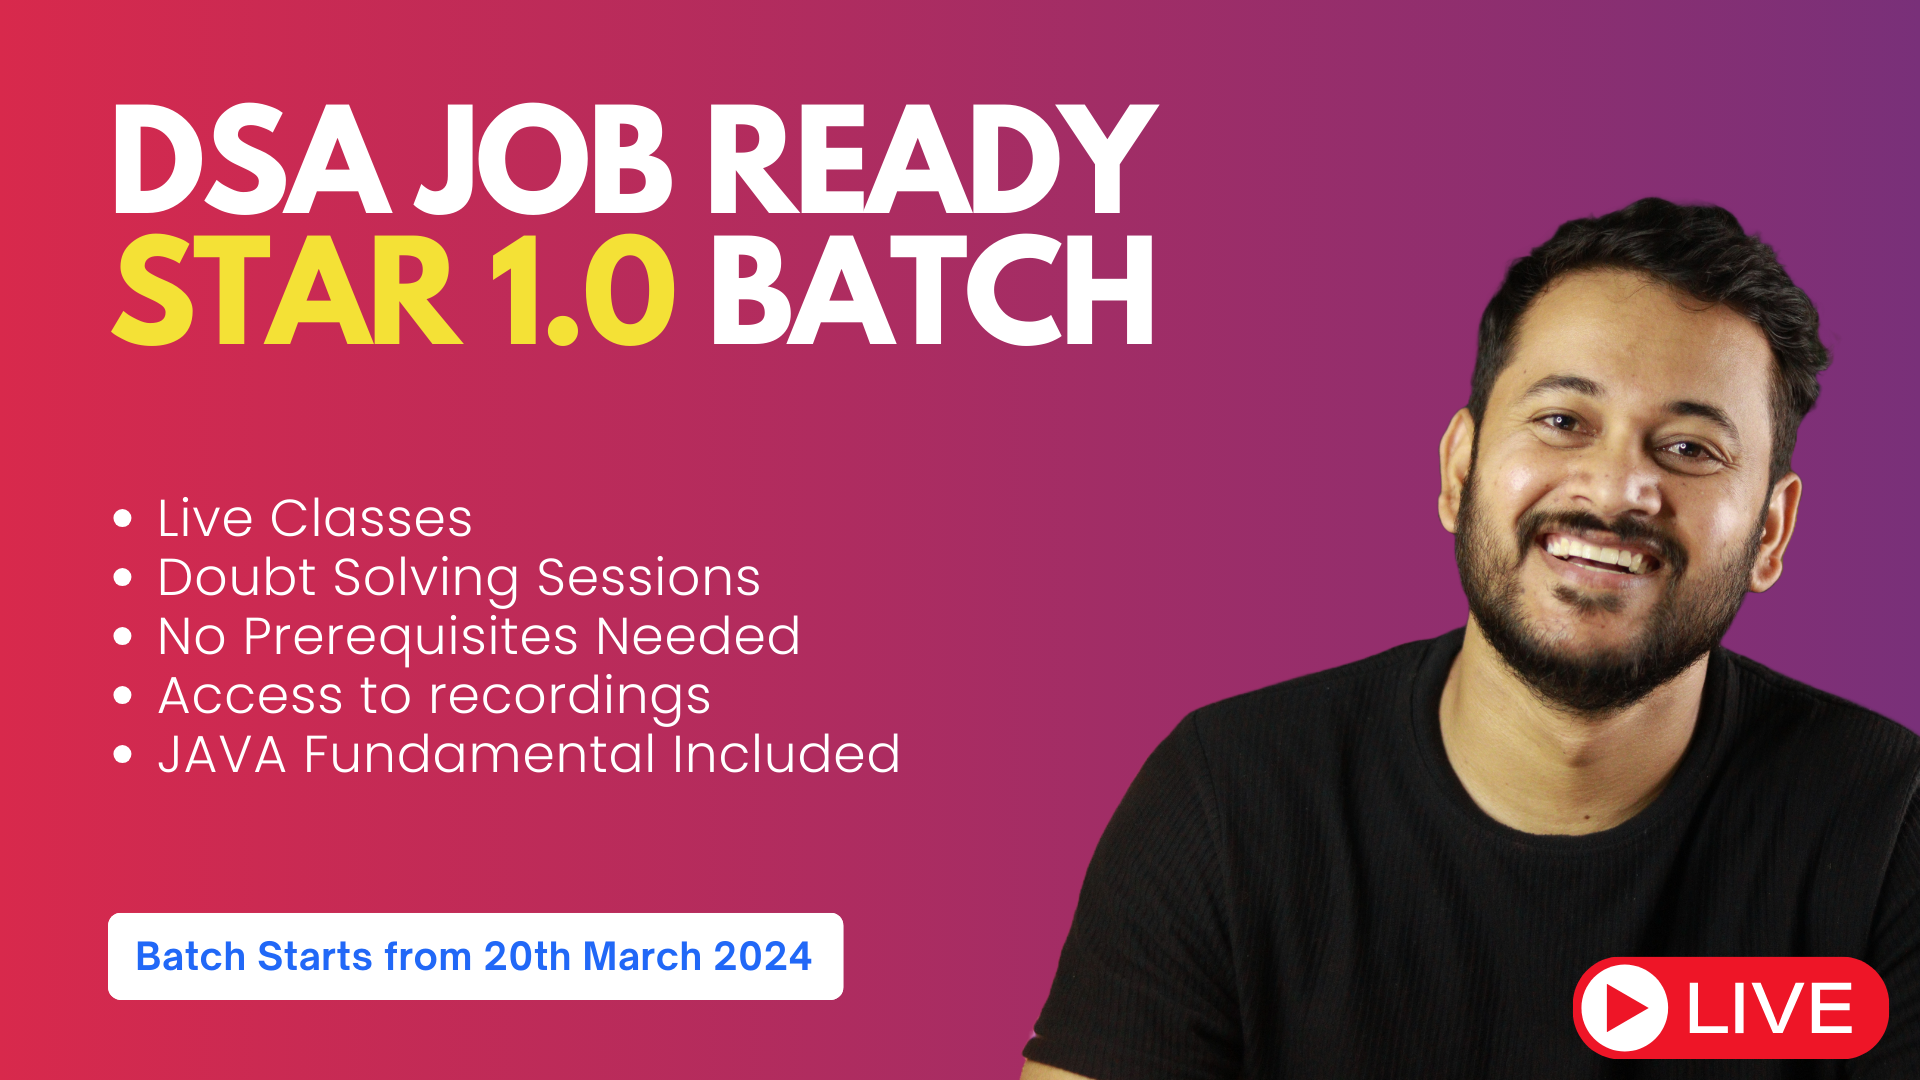 DSA JOB READY
STAR 1.0 BATCH
Live Classes
Doubt Solving Sessions
No Prerequisites Needed
Access to recordings
JAVA Fundamental Included
Batch Starts from 20th March 2024
LIVE